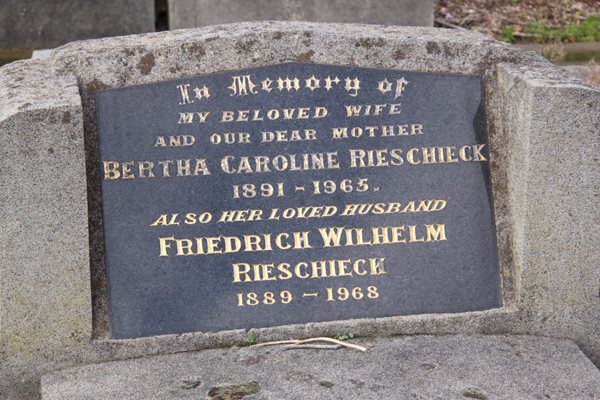 In Memory of
MY BELOVED WIFE
AND OUR DEAR MOTHER
BERTHA CAROLINE RIESCHIECK
1891 - 1965.
ALSO HER LOVED HUSBAND
FRIEDRICH WILHELM
RIESCHIECK
1889 - 1968